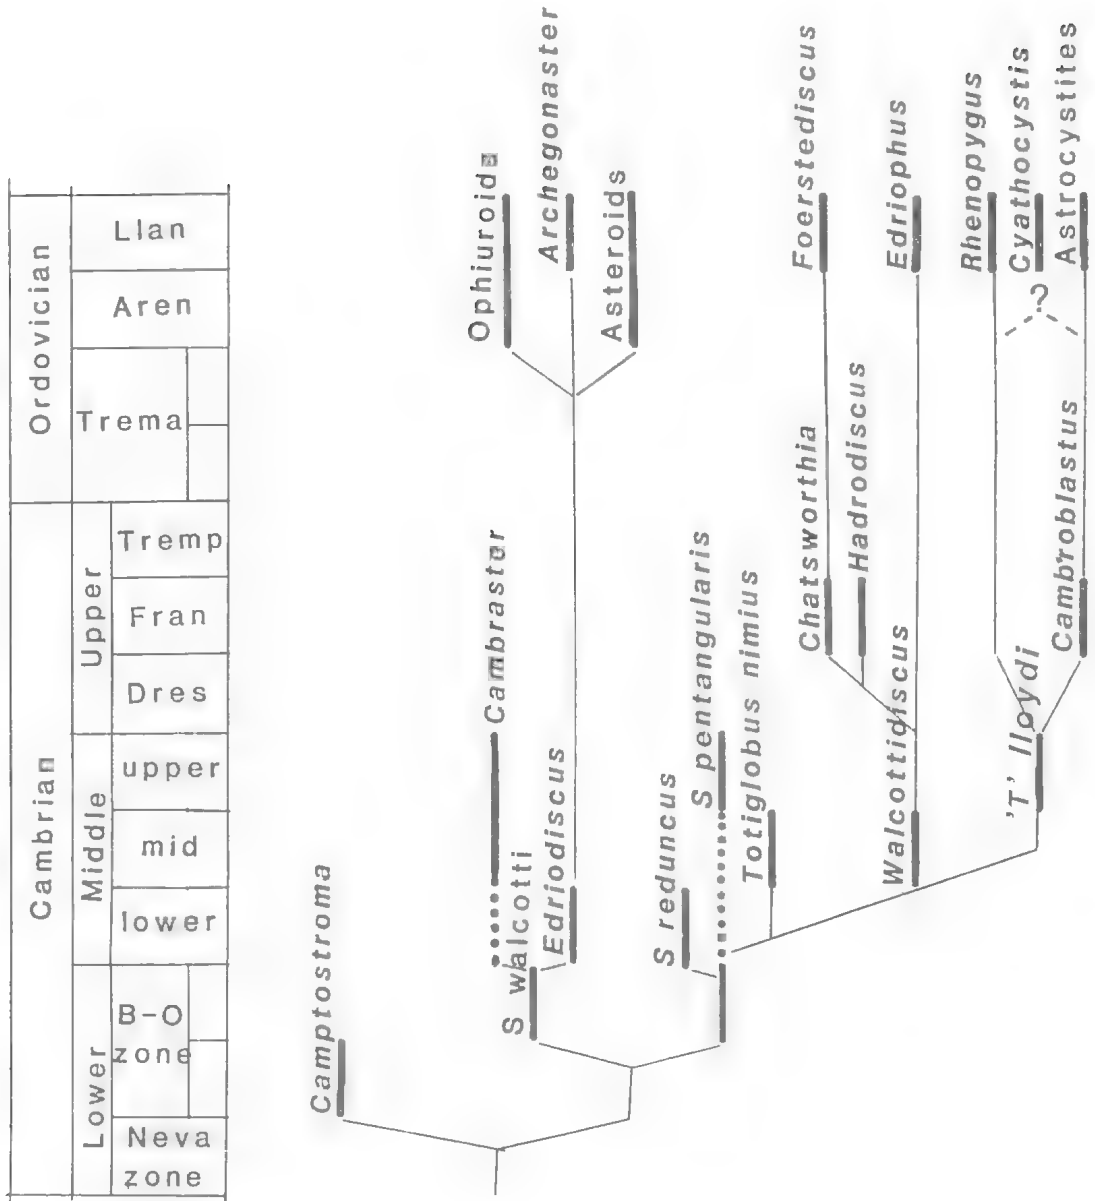 Ordovician
Cambrian
Llan
Aren
Trema
Upper
Tremp
Fran
Dres
Middle
upper
mid
lower
Lower
B-O
zone
Neva
zone
Camptostroma
Ophiuroids
Archegonaster
Asteroids
Cambraster
S walcotti
Edriodiscus
S reduncus
S pentangularis
Totiglobus nimius
Foerstediscus
Chatsworthia
Hadrodiscus
Edriophus
Walcottidiscus
Rhenopygus
Cyathocystis
?
Astrocystites
'T' lloydi
Cambroblastus